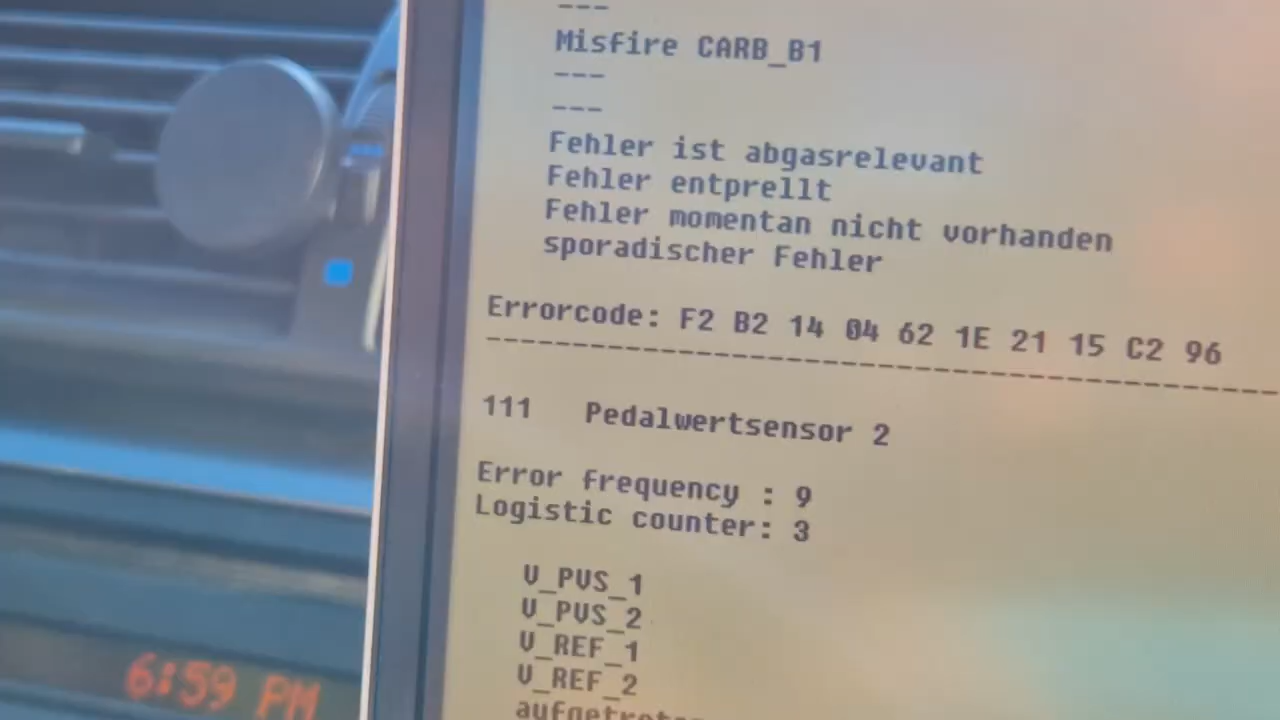 ---
Misfire CARB_B1
---
---
Fehler ist abgasrelevant
Fehler entprellt
Fehler momentan nicht vorhanden
sporadischer Fehler
Errorcode: F2 B2 14 04 62 1E 21 15 C2 96
--------------------------------------------------
111 Pedalwertsensor 2
Error frequency : 9
Logistic counter: 3
V_PVS_1
V_PVS_2
V_REF_1
V_REF_2
6:59 PM